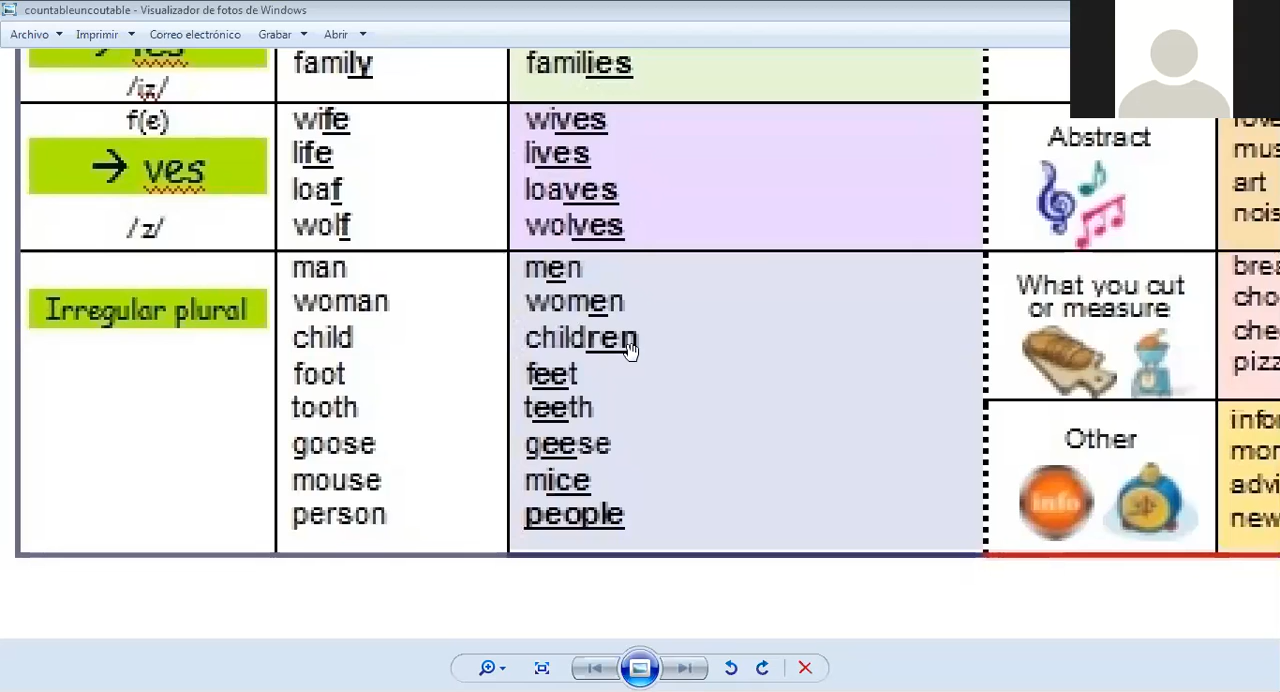 countableuncoutable - Visualizador de fotos de Windows
Archivo Imprimir Correo electrónico Grabar Abrir
family families
/iz/
f(e)
→ ves
/z/
wife wives
life lives
loaf loaves
wolf wolves
Irregular plural
man men
woman women
child children
foot feet
tooth teeth
goose geese
mouse mice
person people
Abstract
art
What you cut
or measure
Other
info